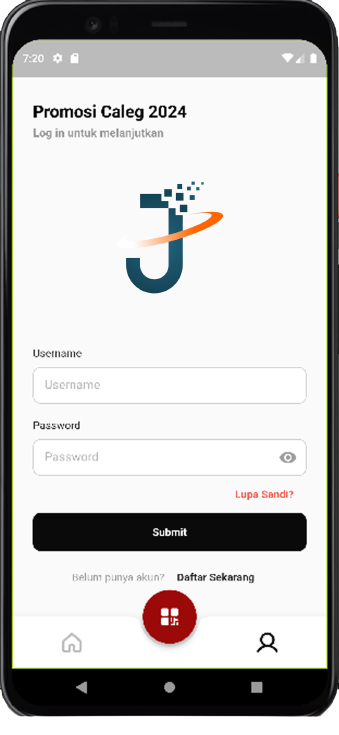 7:20
Promosi Caleg 2024
Log in untuk melanjutkan
J
Username
Username
Password
Password
Lupa Sandi?
Submit
Belum punya akun? Daftar Sekarang